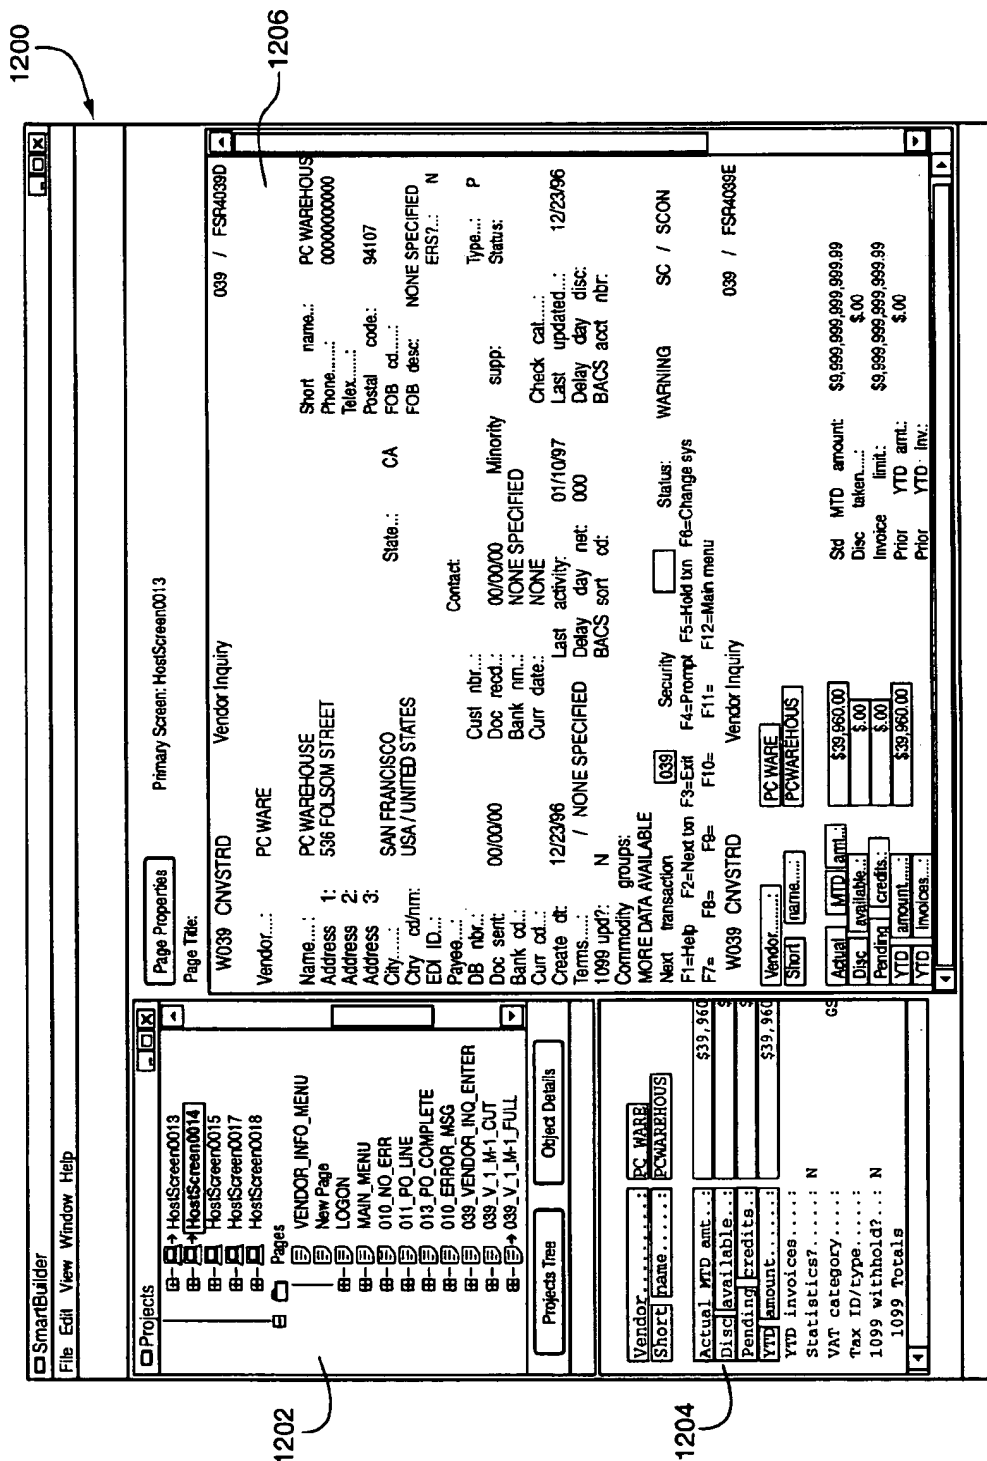 1200
SmartBuilder
File Edit View Window Help
Projects
HostScreen0013
HostScreen0014
HostScreen0015
HostScreen0017
HostScreen0018
Pages
VENDOR_INFO_MENU
New Page
LOGON
MAIN_MENU
010_NO_ERR
011_PO_LINE
013_PO_COMPLETE
010_ERROR_MSG
039_VENDOR_INQ_ENTER
039_V_1_M-1_CUT
039_V_1_M-1_FULL
Projects Tree Object Details
1202
Vendor..........: PC WARE
Short name......: PCWAREHOUS
Actual MTD amt..: $39,960
Disc available..: $
Pending credits.: $
YTD amount......: $39,960
YTD invoices....:
Statistics?.....: N
VAT category....: GS
Tax ID/type.....:
1099 withhold?..: N
1099 Totals
1204
Page Properties Primary Screen: HostScreen0013
Page Title:
1206
W039 CNVSTRD Vendor Inquiry 039 / FSR4039D
Vendor...: PC WARE
Name....: PC WAREHOUSE Short name..: PC WAREHOUS
Address 1: 536 FOLSOM STREET Phone......: 0000000000
Address 2: Telex.....:
Address 3: Postal code.: 94107
City.....: SAN FRANCISCO State..: CA FOB cd.....:
Ctry cd/nm: USA / UNITED STATES FOB desc: NONE SPECIFIED
EDI ID...: ERS?..: N
Payee....: Contact:
DB nbr..: Cust nbr...: Type...: P
Doc sent: 00/00/00 Doc recd..: 00/00/00 Minority supp: Status:
Bank cd.: Bank nm..: NONE SPECIFIED
Curr cd..: Curr date..: NONE Check cat....:
Create dt: 12/23/96 Last activity: 01/10/97 Last updated...: 12/23/96
Terms....: / NONE SPECIFIED Delay day net: 000 Delay day disc:
1099 upd?: N BACS sort cd: BACS acct nbr:
Commodity groups:
MORE DATA AVAILABLE
Next transaction 039 Security Status: WARNING SC / SCON
F1=Help F2=Next txn F3=Exit F4=Prompt F5=Hold txn F6=Change sys
F7= F8= F9= F10= F11= F12=Main menu
W039 CNVSTRD Vendor Inquiry 039 / FSR4039E
Vendor.....: PC WARE
Short name.....: PCWAREHOUS
Actual MTD amt.: $39,960.00 Std MTD amount: $9,999,999,999.99
Disc available..: $.00 Disc taken.....: $.00
Pending credits.: $.00 Invoice limit.: $9,999,999,999.99
YTD amount......: $39,960.00 Prior YTD amt.: $.00
YTD invoices...: Prior YTD inv.: